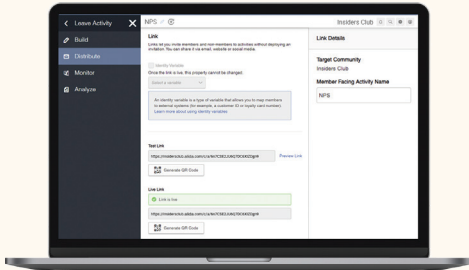 Leave Activity
Build
Distribute
Monitor
Analyze
NPS
Insiders Club
Link
Links let you invite members and non-members to activities without deploying an
invitation. You can share it via email, website or social media.
Identity Variable
Once the link is live, this property cannot be changed.
Select a variable
An identity variable is a type of variable that allows you to map members
to external systems (for example, a customer ID or loyalty card number).
Learn more about using identity variables
Test Link
Preview Link
Generate QR Code
Live Link
Link is live
Generate QR Code
Link Details
Target Community
Insiders Club
Member Facing Activity Name
NPS